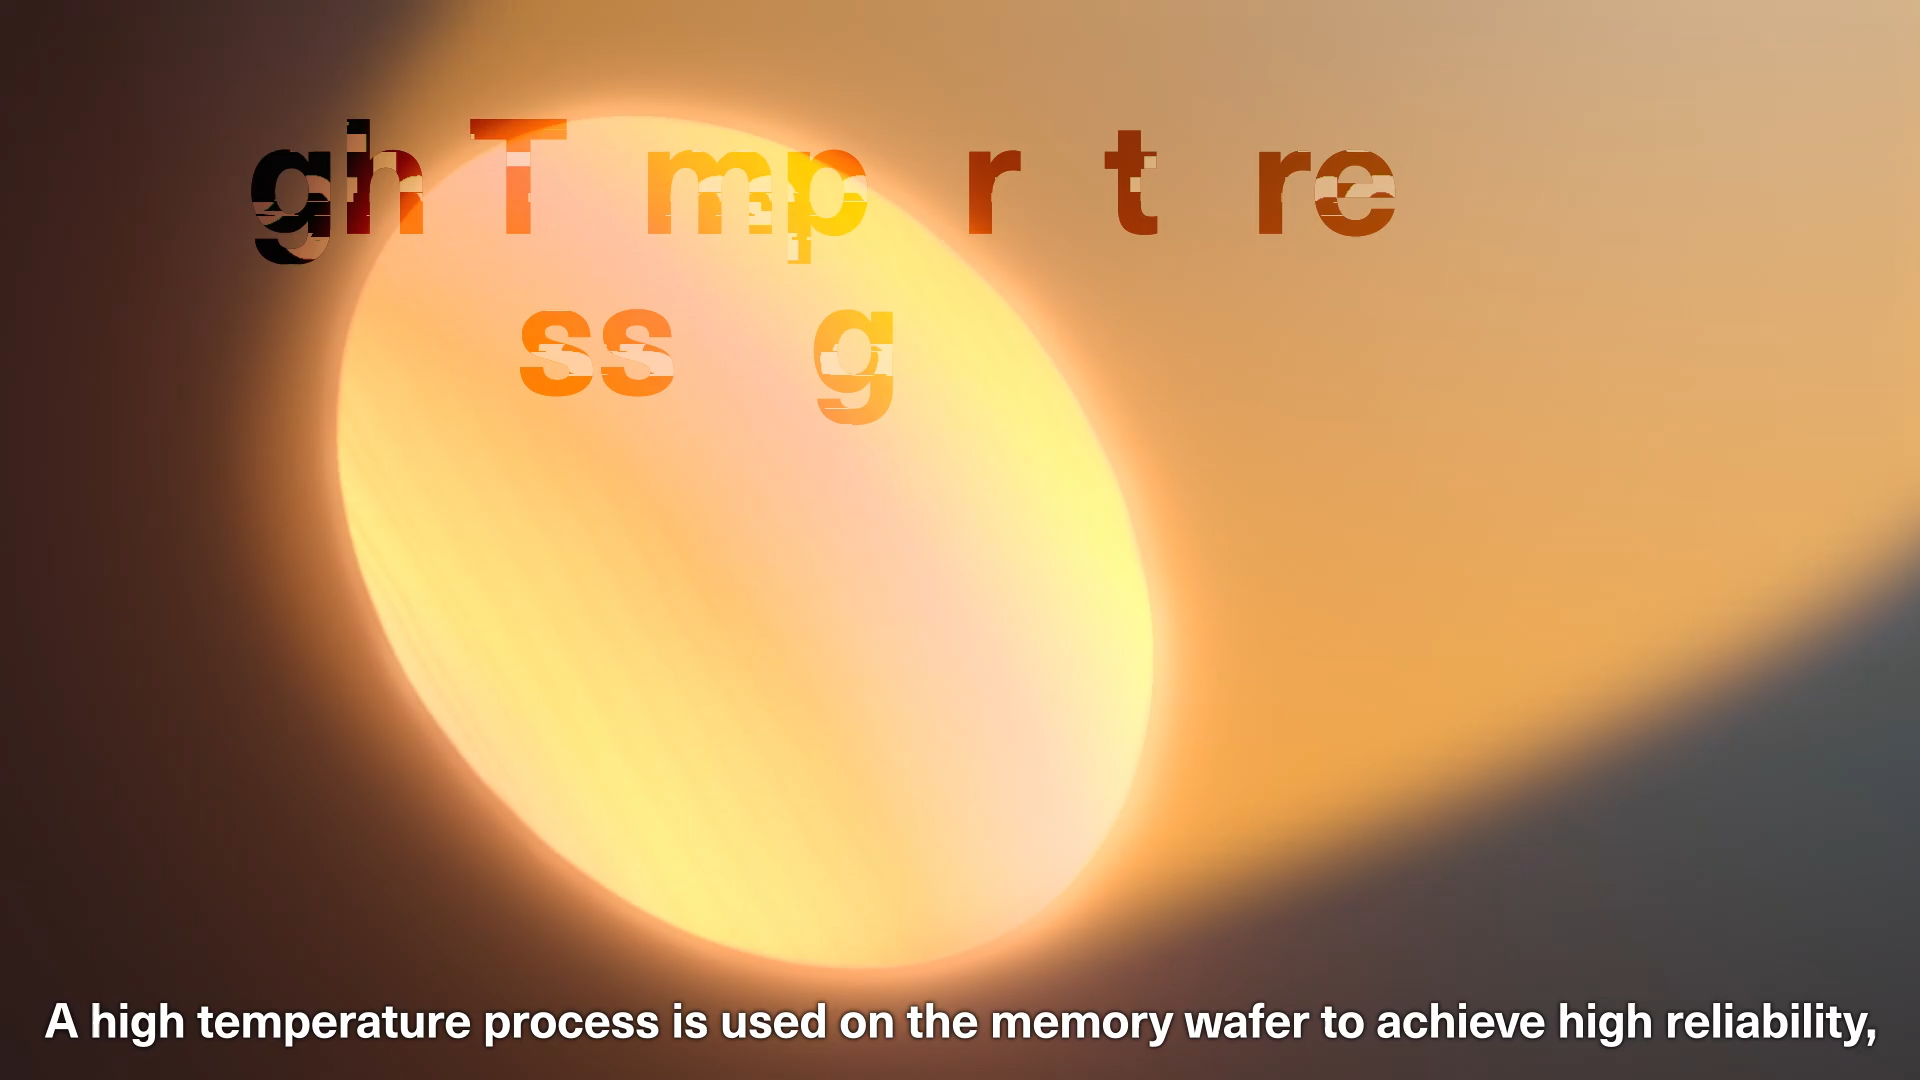 gh T mp r t re
ss g
A high temperature process is used on the memory wafer to achieve high reliability,